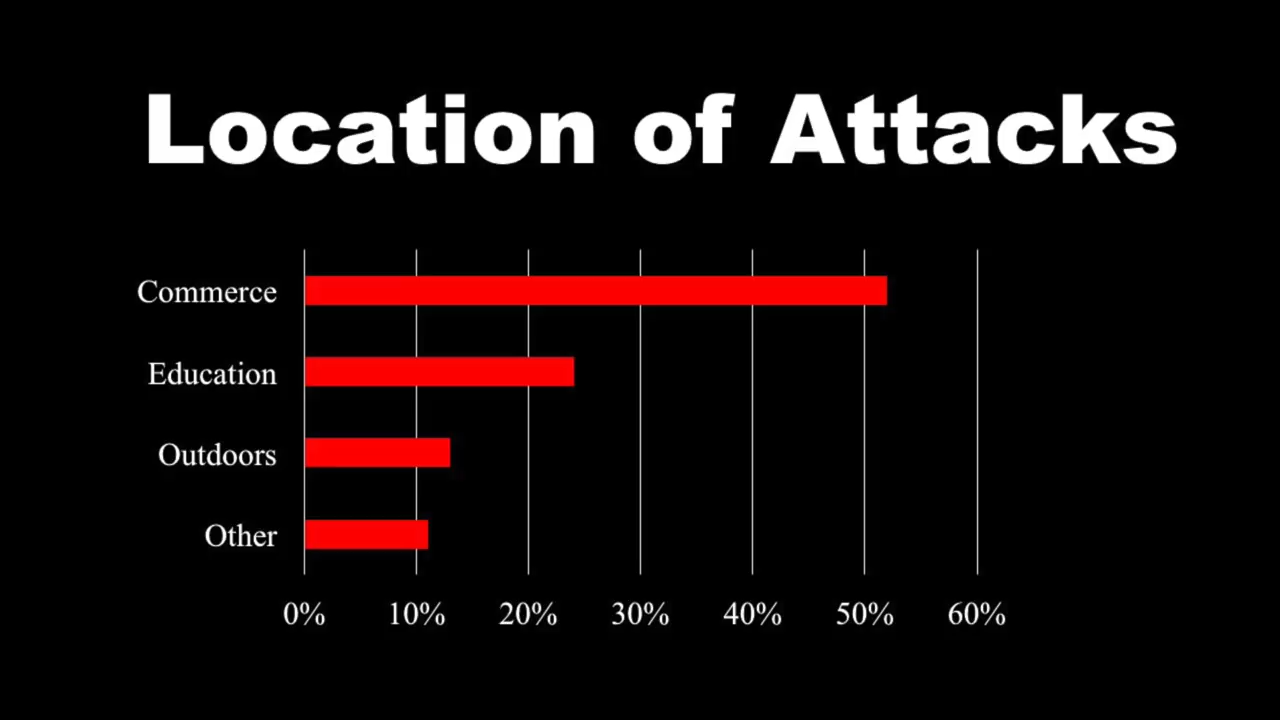 Location of Attacks
Commerce
Education
Outdoors
Other
0% 10% 20% 30% 40% 50% 60%